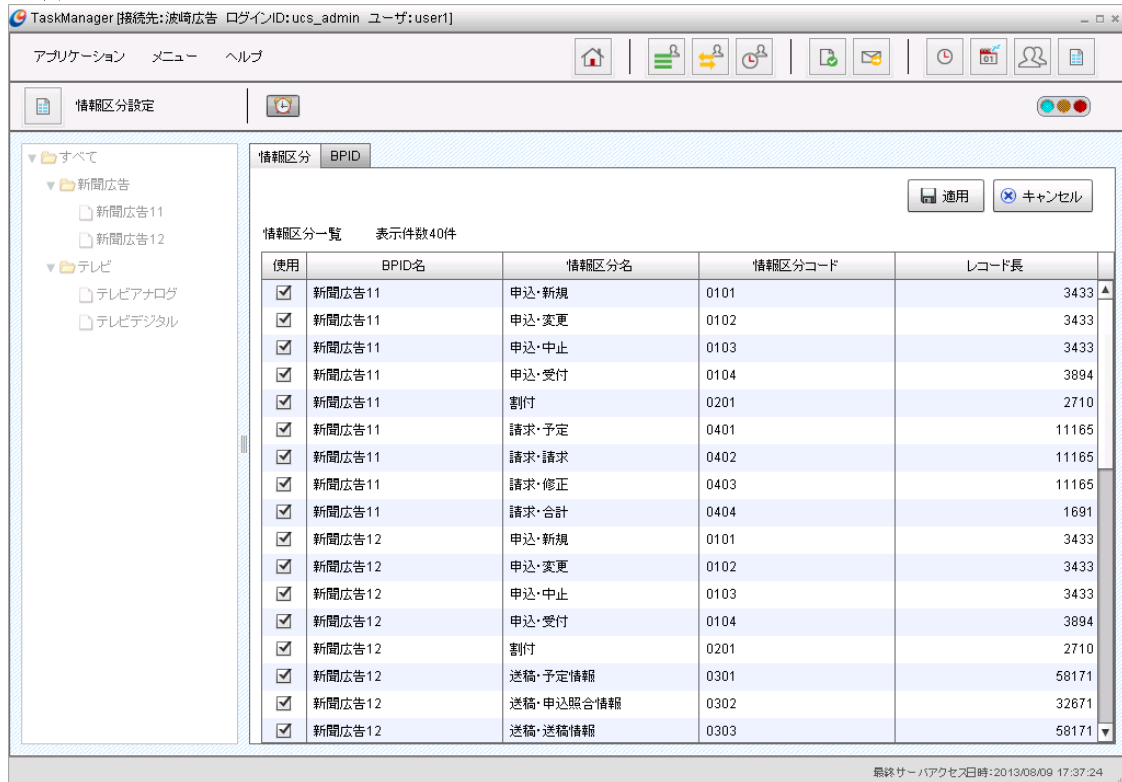 TaskManager [接続先:波崎広告 ログインID:ucs_admin ユーザ:user1]
アプリケーション メニュー ヘルプ
01
情報区分設定
すべて
新聞広告
新聞広告11
新聞広告12
テレビ
テレビアナログ
テレビデジタル
情報区分 BPID
適用 キャンセル
情報区分一覧 表示件数40件
使用 BPID名 情報区分名 情報区分コード レコード長
新聞広告11 申込・新規 0101 3433
新聞広告11 申込・変更 0102 3433
新聞広告11 申込・中止 0103 3433
新聞広告11 申込・受付 0104 3894
新聞広告11 割付 0201 2710
新聞広告11 請求・予定 0401 11165
新聞広告11 請求・請求 0402 11165
新聞広告11 請求・修正 0403 11165
新聞広告11 請求・合計 0404 1691
新聞広告12 申込・新規 0101 3433
新聞広告12 申込・変更 0102 3433
新聞広告12 申込・中止 0103 3433
新聞広告12 申込・受付 0104 3894
新聞広告12 割付 0201 2710
新聞広告12 送稿・予定情報 0301 58171
新聞広告12 送稿・申込照合情報 0302 32671
新聞広告12 送稿・送稿情報 0303 58171
最終サーバアクセス日時:2013/08/09 17:37:24